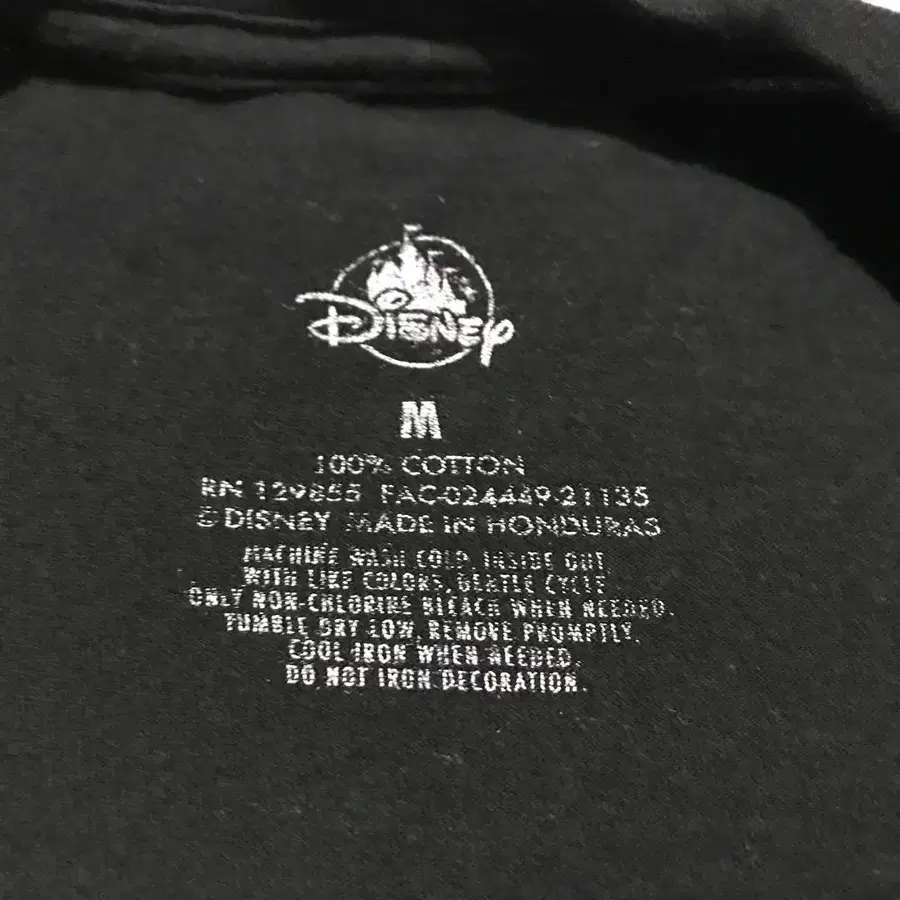 Disney
M
100% COTTON
RN 129855 FAC-024449-21135
© DISNEY MADE IN HONDURAS
MACHINE WASH COLD, INSIDE OUT,
WITH LIKE COLORS, GENTLE CYCLE.
ONLY NON-CHLORINE BLEACH WHEN NEEDED.
TUMBLE DRY LOW, REMOVE PROMPTLY.
COOL IRON WHEN NEEDED.
DO NOT IRON DECORATION.